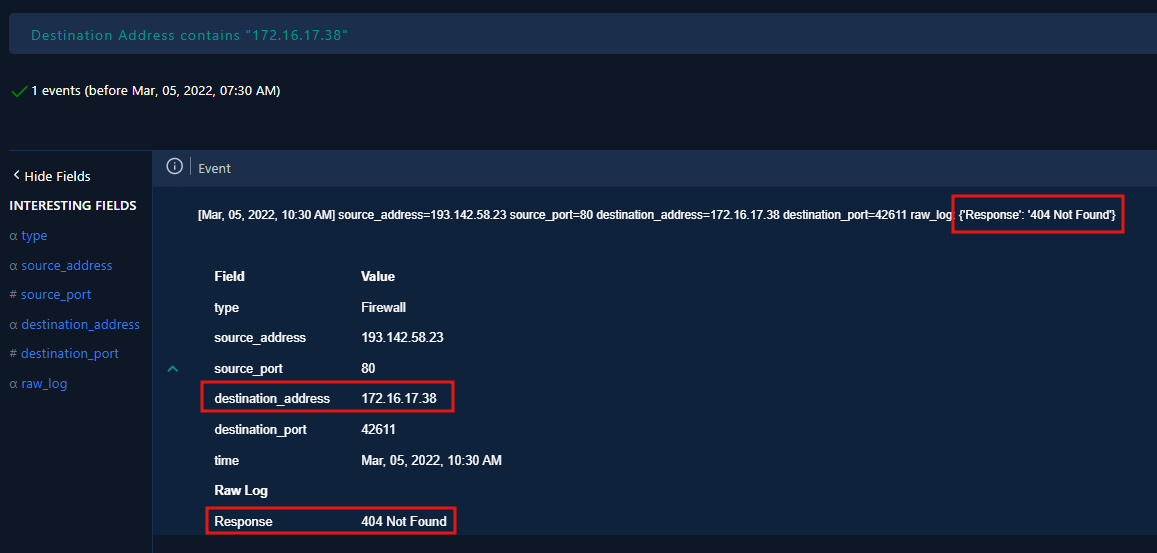 Destination Address contains "172.16.17.38"
1 events (before Mar, 05, 2022, 07:30 AM)
Hide Fields
INTERESTING FIELDS
α type
α source_address
# source_port
α destination_address
# destination_port
α raw_log
Event
[Mar, 05, 2022, 10:30 AM] source_address=193.142.58.23 source_port=80 destination_address=172.16.17.38 destination_port=42611 raw_log: {'Response': '404 Not Found'}
Field Value
type Firewall
source_address 193.142.58.23
source_port 80
destination_address 172.16.17.38
destination_port 42611
time Mar, 05, 2022, 10:30 AM
Raw Log
Response 404 Not Found